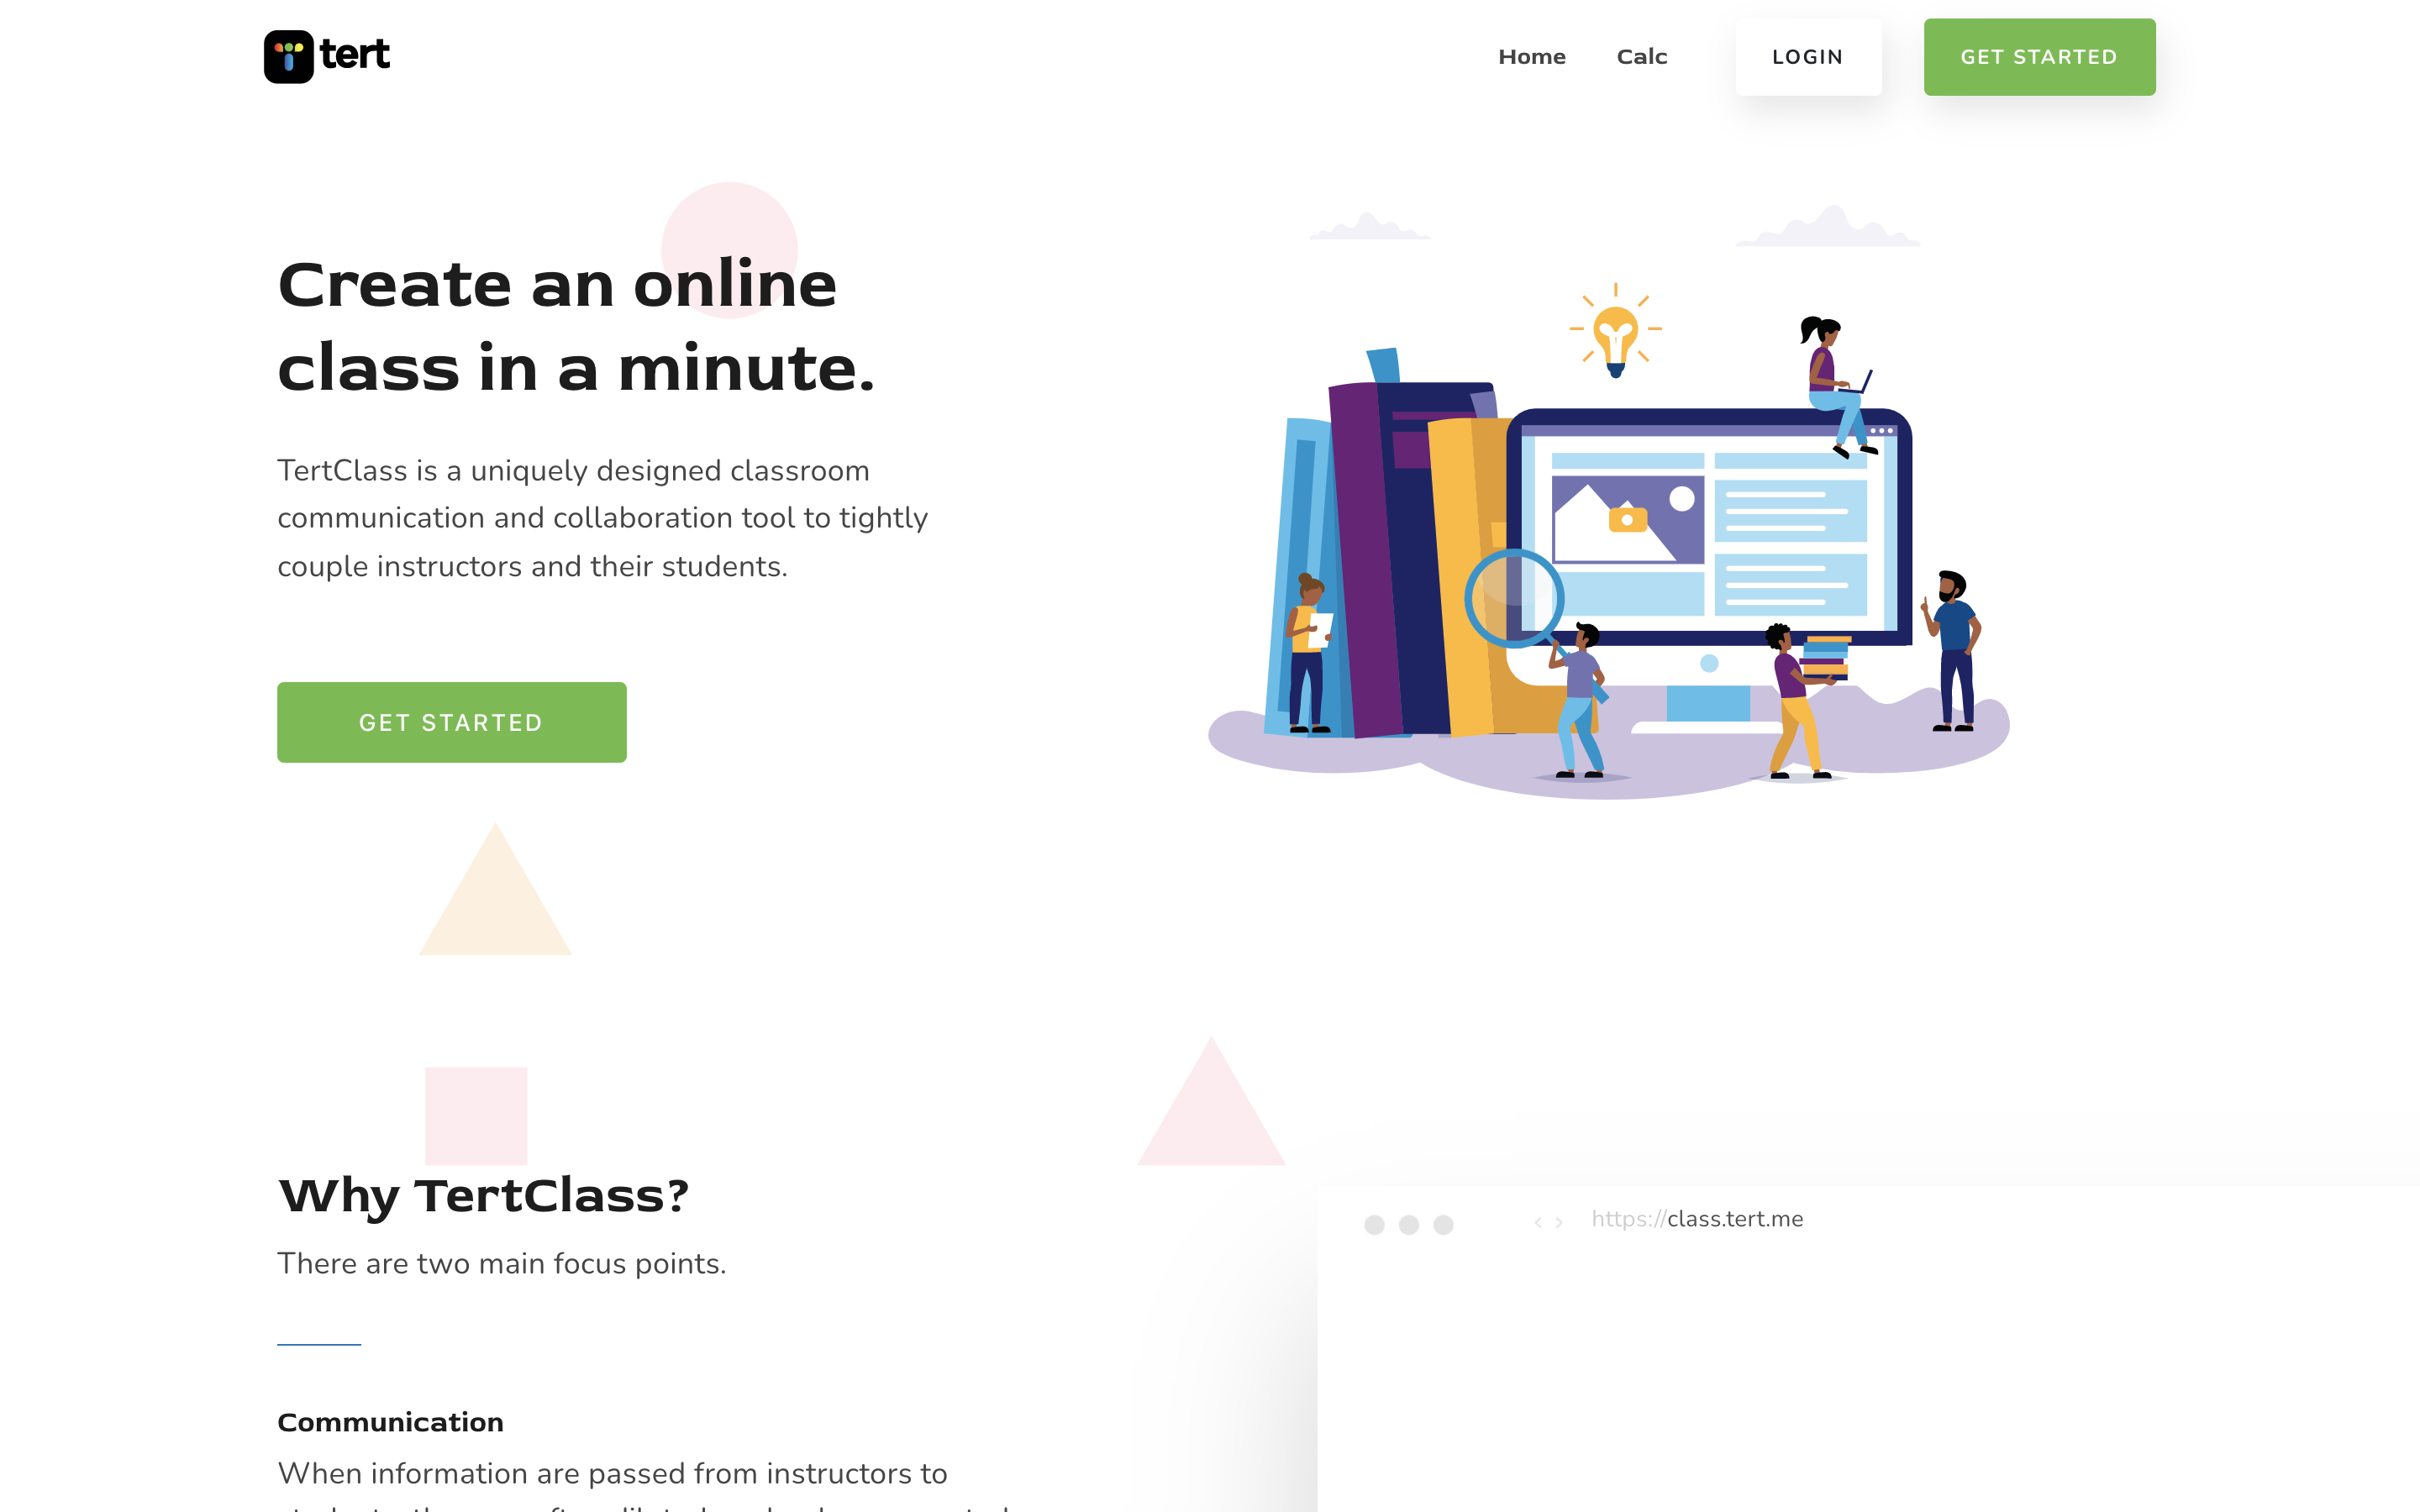 tert
Home
Calc
LOGIN
GET STARTED
Create an online
class in a minute.
TertClass is a uniquely designed classroom
communication and collaboration tool to tightly
couple instructors and their students.
GET STARTED
Why TertClass?
There are two main focus points.
https://class.tert.me
Communication
When information are passed from instructors to